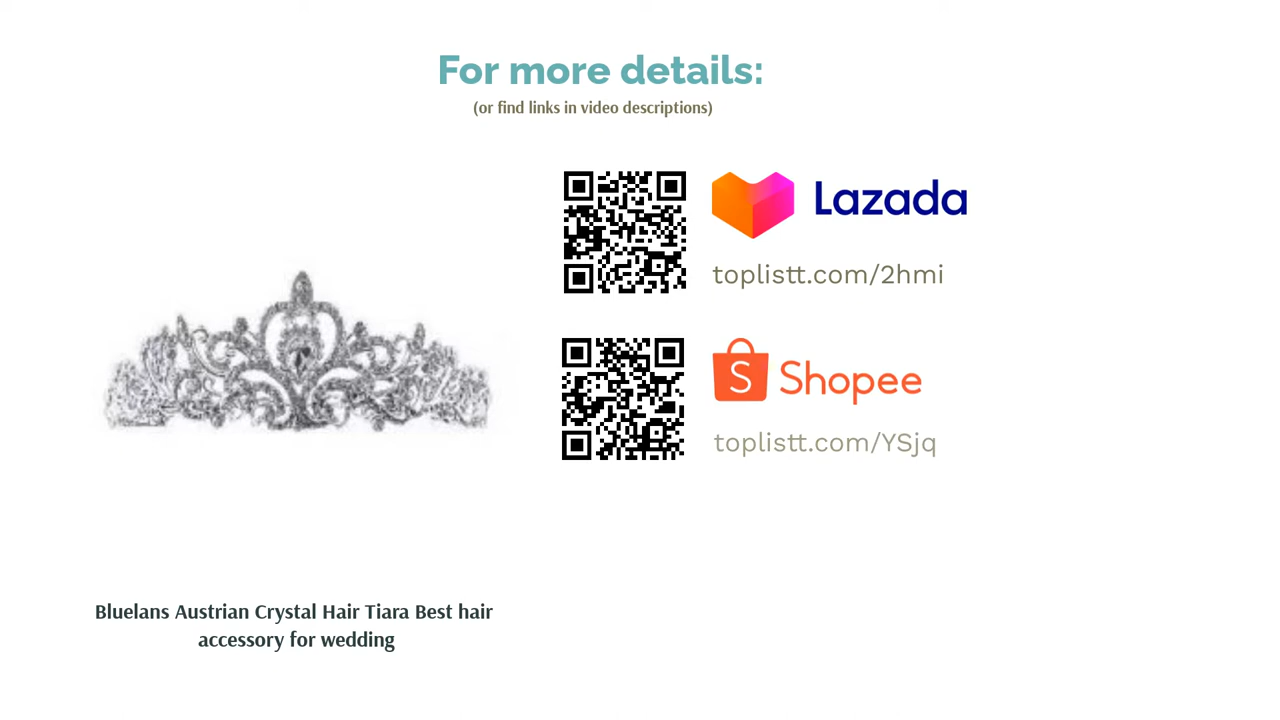 For more details:
(or find links in video descriptions)
Lazada
toplistt.com/2hmi
S Shopee
toplistt.com/YSjq
Bluelans Austrian Crystal Hair Tiara Best hair
accessory for wedding